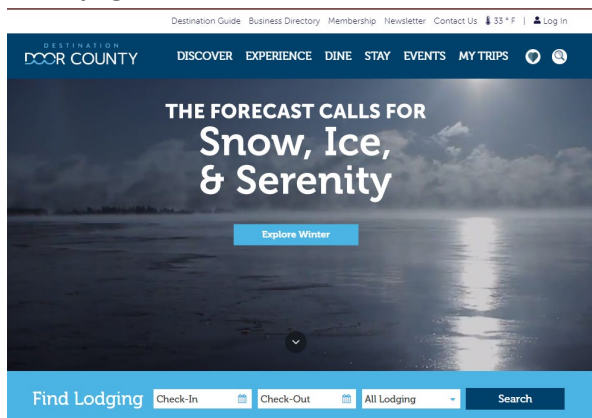 Destination Guide Business Directory Membership Newsletter Contact Us 33 ° F | Log In
DESTINATION
DOOR COUNTY
DISCOVER EXPERIENCE DINE STAY EVENTS MY TRIPS
THE FORECAST CALLS FOR
Snow, Ice,
& Serenity
Explore Winter
Find Lodging Check-In Check-Out All Lodging Search